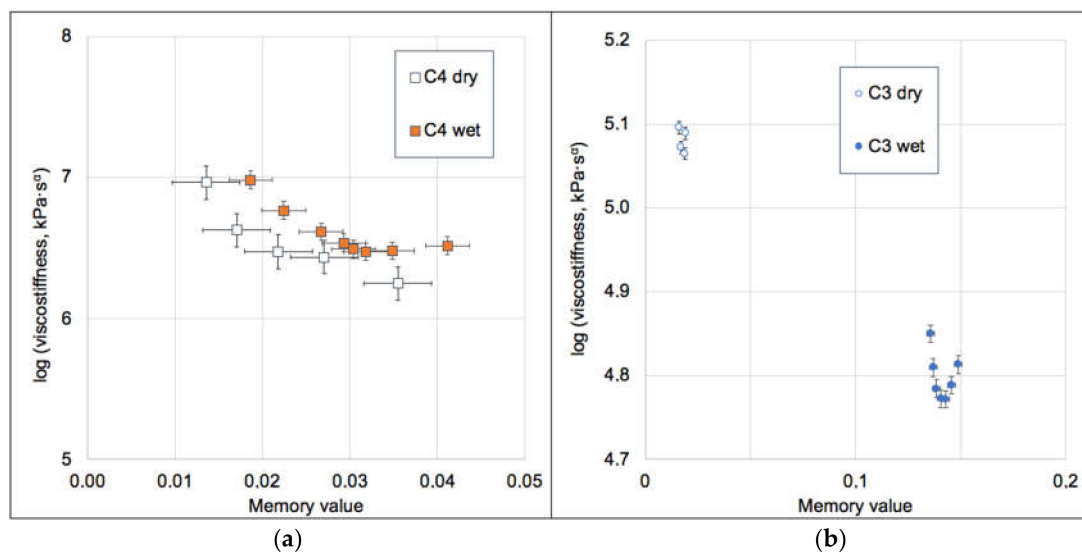 8
7
6
5
log (viscostiffness, kPa·sᵅ)
C4 dry
C4 wet
0.00 0.01 0.02 0.03 0.04 0.05
Memory value
(a)
5.2
5.1
5.0
4.9
4.8
4.7
log (viscostiffness, kPa·sᵅ)
C3 dry
C3 wet
0 0.1 0.2
Memory value
(b)